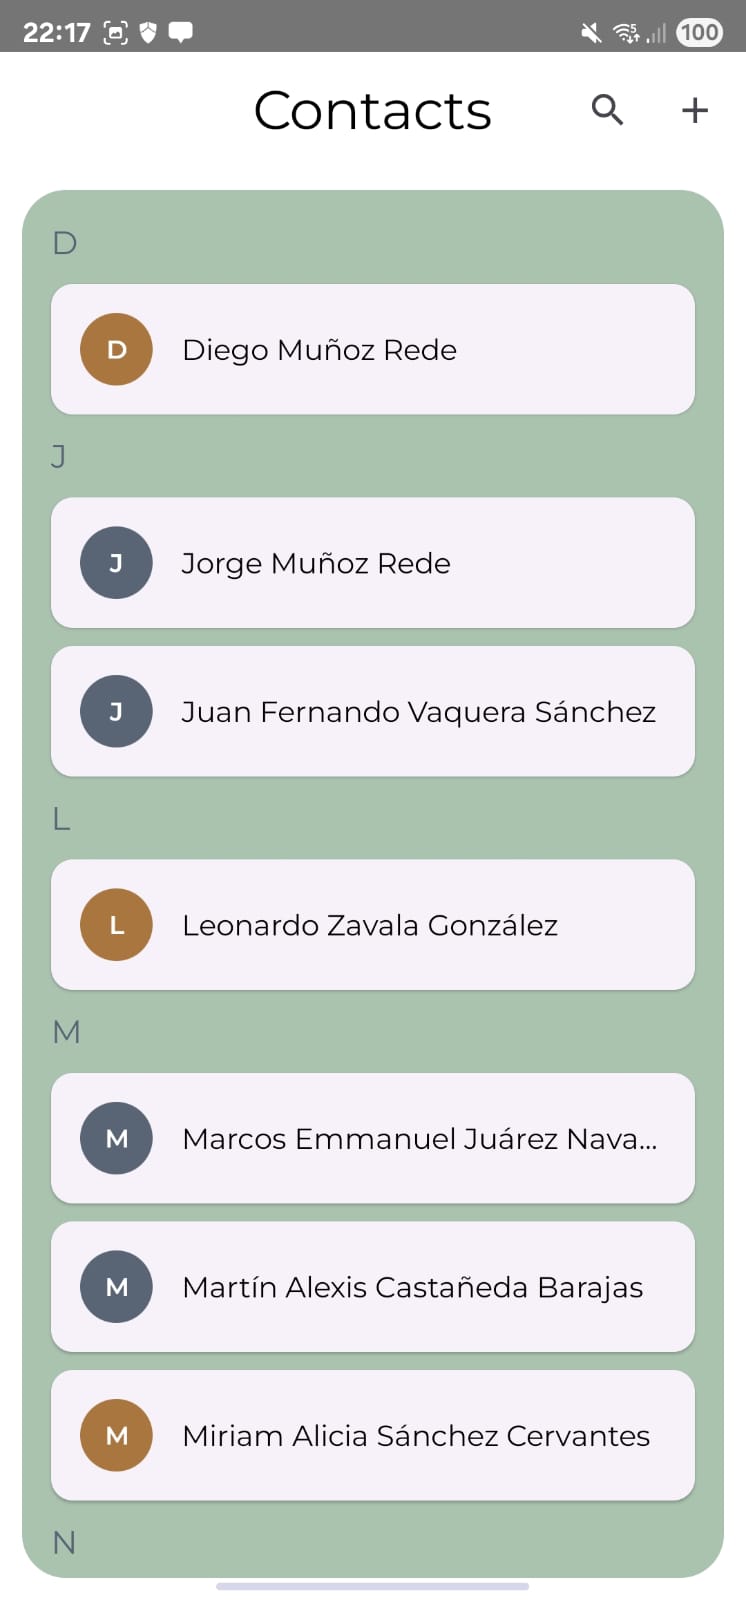 22:17
100
Contacts
D
D Diego Muñoz Rede
J
J Jorge Muñoz Rede
J Juan Fernando Vaquera Sánchez
L
L Leonardo Zavala González
M
M Marcos Emmanuel Juárez Nava...
M Martín Alexis Castañeda Barajas
M Miriam Alicia Sánchez Cervantes
N